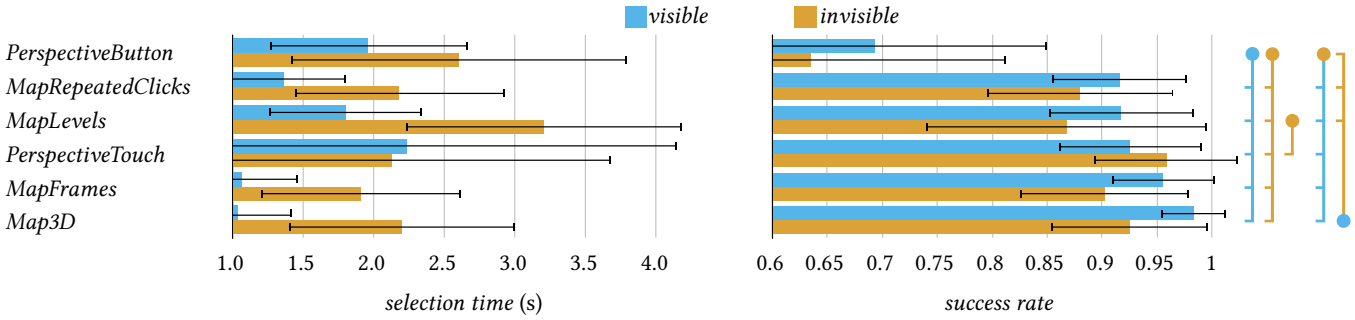 visible invisible
PerspectiveButton
MapRepeatedClicks
MapLevels
PerspectiveTouch
MapFrames
Map3D
1.0 1.5 2.0 2.5 3.0 3.5 4.0
selection time (s)
0.6 0.65 0.7 0.75 0.8 0.85 0.9 0.95 1
success rate